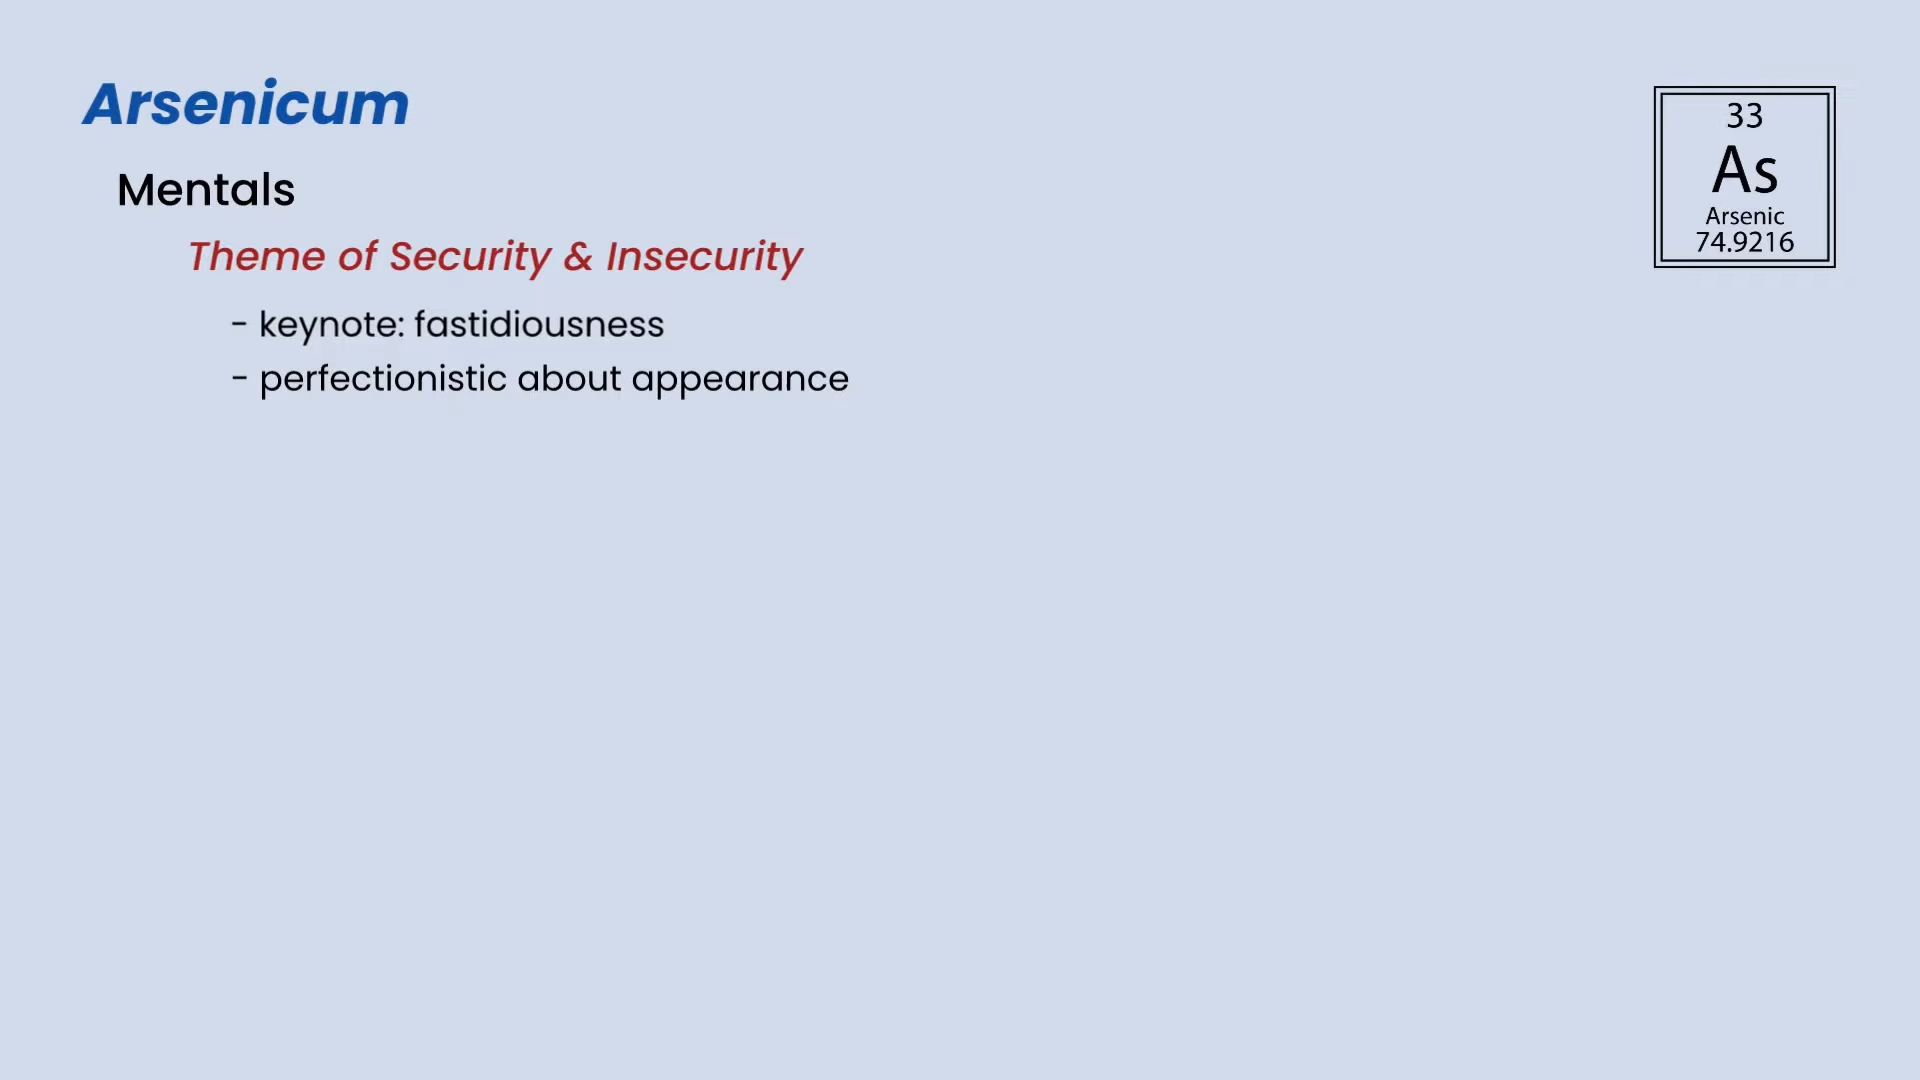 Arsenicum
Mentals
Theme of Security & Insecurity
- keynote: fastidiousness
- perfectionistic about appearance
33
As
Arsenic
74.9216